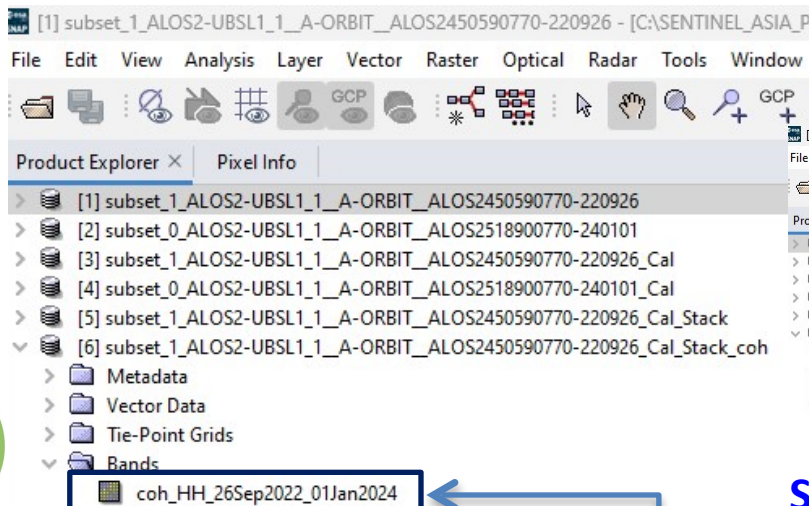 [1] subset_1_ALOS2-UBSL1_1__A-ORBIT__ALOS2450590770-220926 - [C:\SENTINEL_ASIA_P
File Edit View Analysis Layer Vector Raster Optical Radar Tools Window
GCP
GCP
File
Product Explorer × Pixel Info
Pro
[1] subset_1_ALOS2-UBSL1_1__A-ORBIT__ALOS2450590770-220926
[2] subset_0_ALOS2-UBSL1_1__A-ORBIT__ALOS2518900770-240101
[3] subset_1_ALOS2-UBSL1_1__A-ORBIT__ALOS2450590770-220926_Cal
[4] subset_0_ALOS2-UBSL1_1__A-ORBIT__ALOS2518900770-240101_Cal
[5] subset_1_ALOS2-UBSL1_1__A-ORBIT__ALOS2450590770-220926_Cal_Stack
[6] subset_1_ALOS2-UBSL1_1__A-ORBIT__ALOS2450590770-220926_Cal_Stack_coh
Metadata
Vector Data
Tie-Point Grids
Bands
coh_HH_26Sep2022_01Jan2024
S